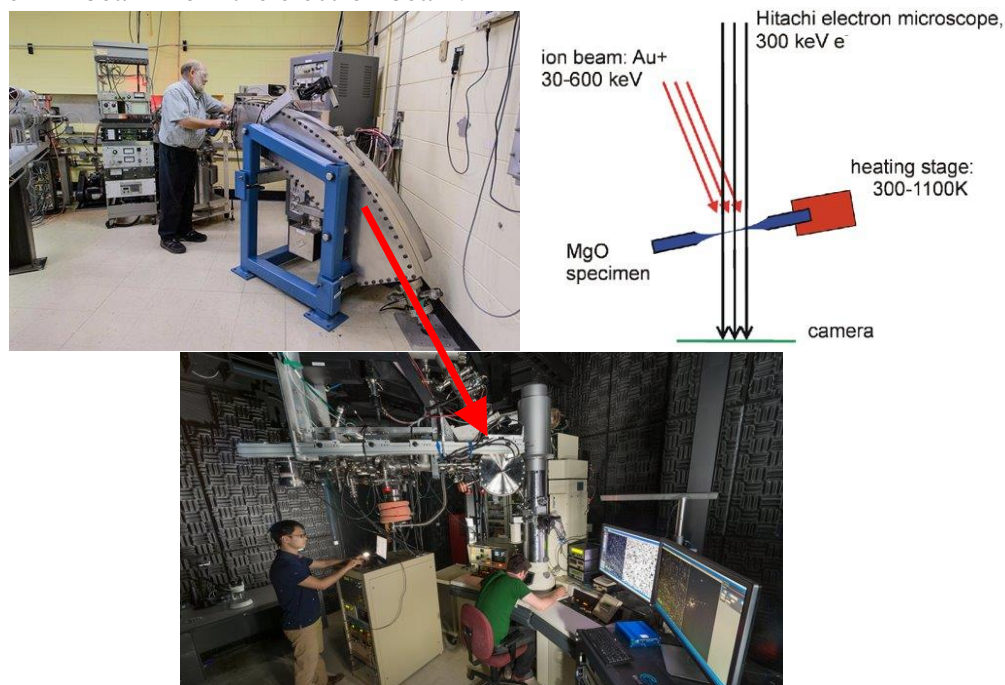 Hitachi electron microscope,
300 keV e-
ion beam: Au+
30-600 keV
heating stage:
300-1100K
MgO
specimen
camera